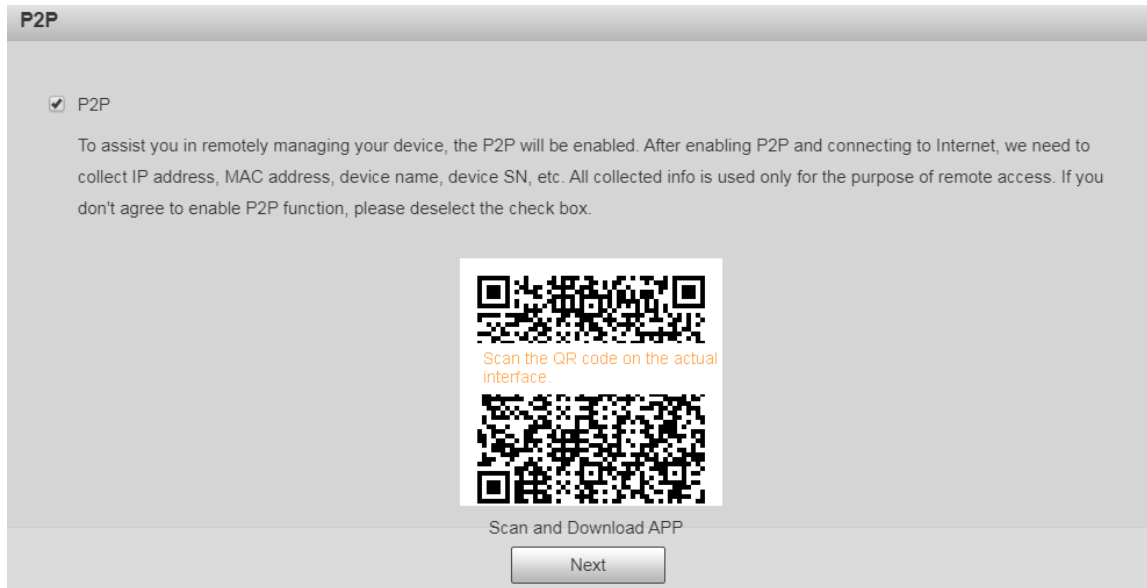 P2P
P2P
To assist you in remotely managing your device, the P2P will be enabled. After enabling P2P and connecting to Internet, we need to
collect IP address, MAC address, device name, device SN, etc. All collected info is used only for the purpose of remote access. If you
don't agree to enable P2P function, please deselect the check box.
Scan the QR code on the actual
interface.
Scan and Download APP
Next